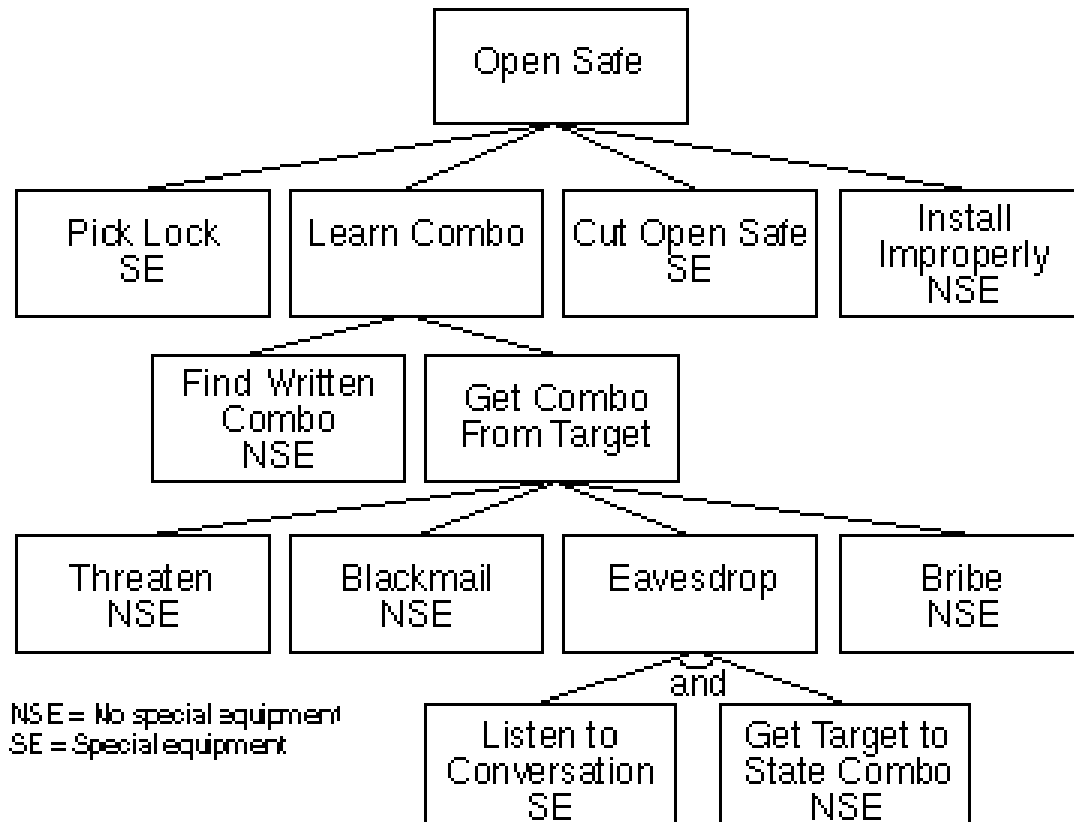 Open Safe
Pick Lock
SE
Learn Combo
Cut Open Safe
SE
Install
Improperly
NSE
Find Written
Combo
NSE
Get Combo
From Target
Threaten
NSE
Blackmail
NSE
Eavesdrop
Bribe
NSE
and
NSE = No special equipment
SE = Special equipment
Listen to
Conversation
SE
Get Target to
State Combo
NSE